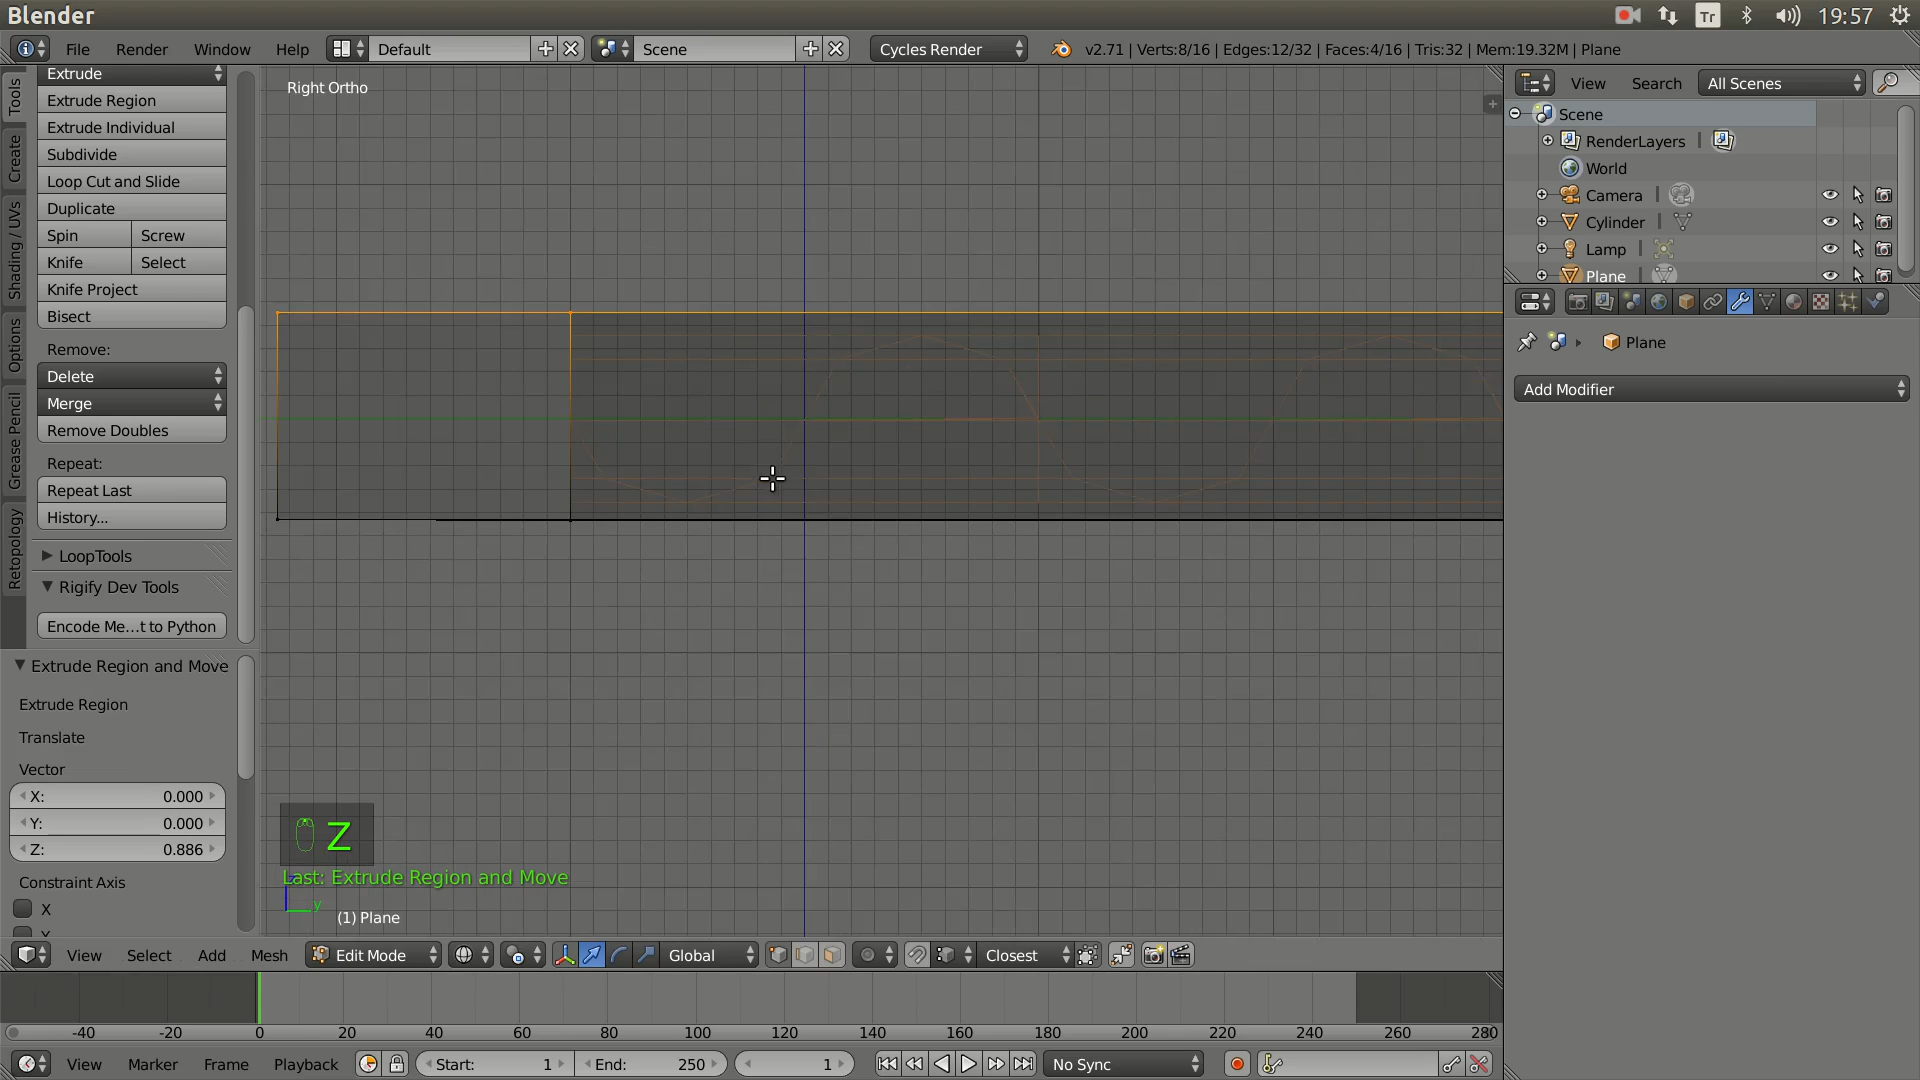 Blender
Tr
19:57
File
Render
Window
Help
Default
Scene
Cycles Render
v2.71 | Verts:8/16 | Edges:12/32 | Faces:4/16 | Tris:32 | Mem:19.32M | Plane
Tools
Create
Shading / UVs
Options
Grease Pencil
Retopology
Extrude
Extrude Region
Extrude Individual
Subdivide
Loop Cut and Slide
Duplicate
Spin
Screw
Knife
Select
Knife Project
Bisect
Remove:
Delete
Merge
Remove Doubles
Repeat:
Repeat Last
History...
LoopTools
Rigify Dev Tools
Encode Me...t to Python
Extrude Region and Move
Extrude Region
Translate
Vector
X: 0.000
Y: 0.000
Z: 0.886
Constraint Axis
X
Right Ortho
Z
Last: Extrude Region and Move
y
(1) Plane
View
Select
Add
Mesh
Edit Mode
Global
Closest
-40 -20 0 20 40 60 80 100 120 140 160 180 200 220 240 260 280
View
Marker
Frame
Playback
Start: 1
End: 250
1
No Sync
View
Search
All Scenes
Scene
RenderLayers
World
Camera
Cylinder
Lamp
Plane
Plane
Add Modifier